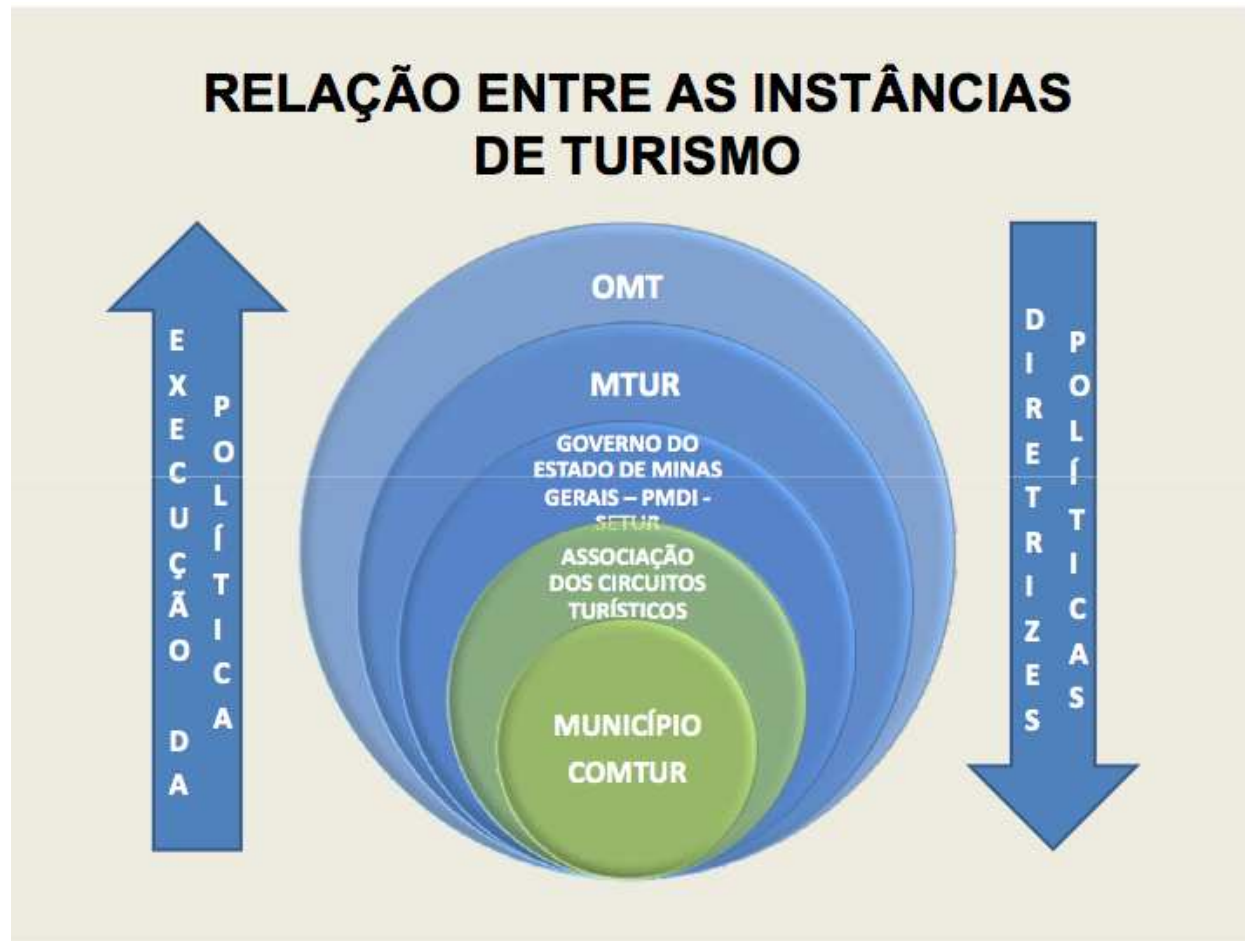 RELAÇÃO ENTRE AS INSTÂNCIAS
DE TURISMO
EXECUÇÃO DA
POLÍTICA
OMT
MTUR
GOVERNO DO
ESTADO DE MINAS
GERAIS – PMDI -
SETUR
ASSOCIAÇÃO
DOS CIRCUITOS
TURÍSTICOS
MUNICÍPIO
COMTUR
DIRETRIZES
POLÍTICAS